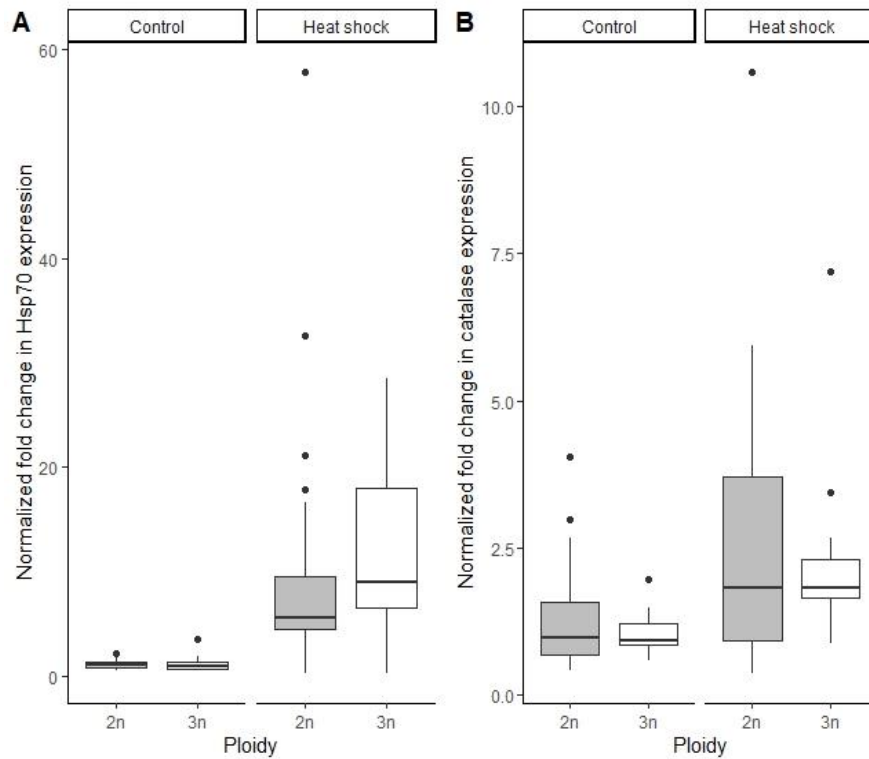 A
Control
Heat shock
Normalized fold change in Hsp70 expression
60
40
20
0
2n
3n
2n
3n
Ploidy
B
Control
Heat shock
Normalized fold change in catalase expression
10.0
7.5
5.0
2.5
0.0
2n
3n
2n
3n
Ploidy